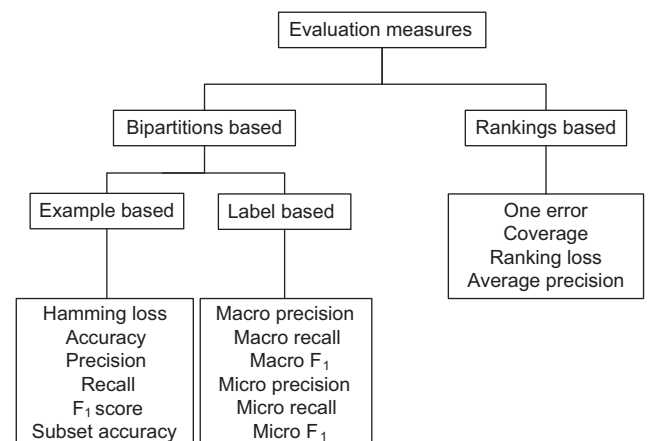 Evaluation measures
Bipartitions based
Rankings based
Example based
Label based
One error
Coverage
Ranking loss
Average precision
Hamming loss
Accuracy
Precision
Recall
F₁ score
Subset accuracy
Macro precision
Macro recall
Macro F₁
Micro precision
Micro recall
Micro F₁